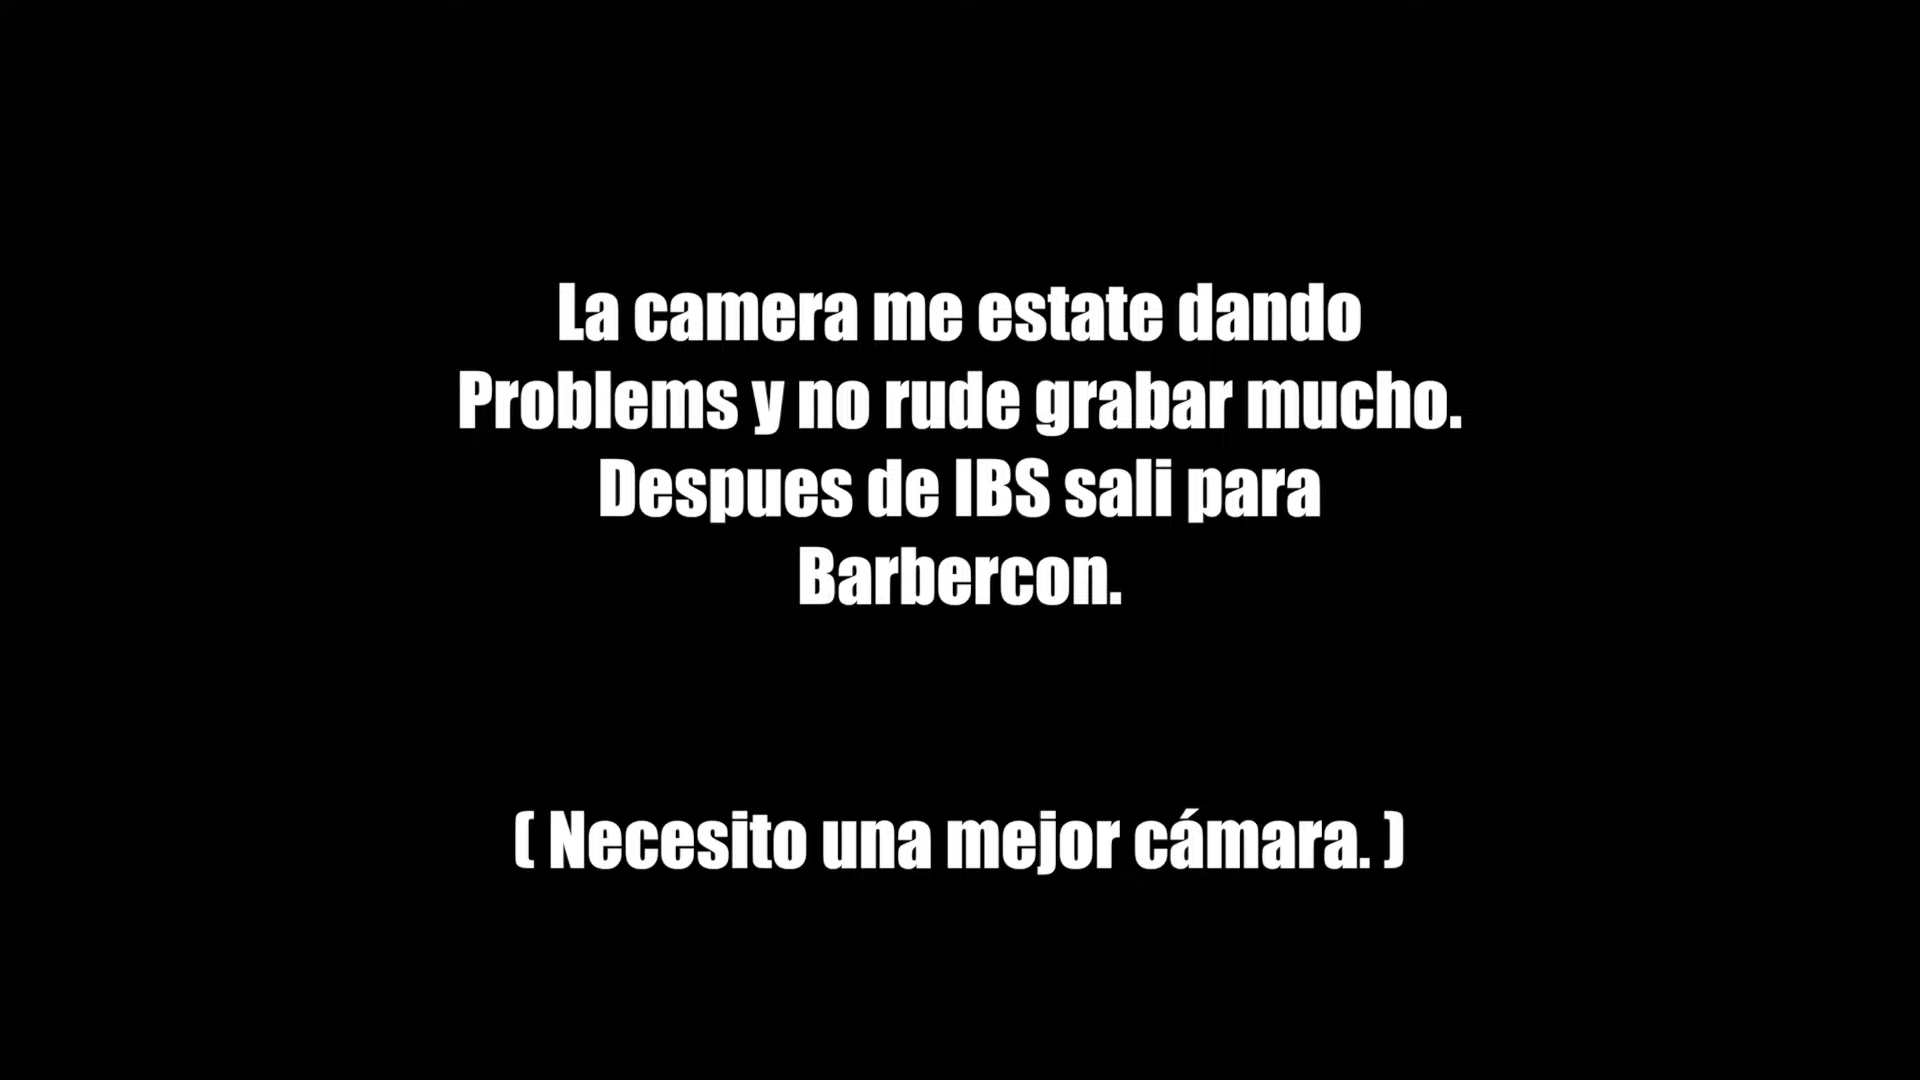 La camera me estate dando
Problems y no rude grabar mucho.
Despues de IBS sali para
Barbercon.
( Necesito una mejor cámara. )